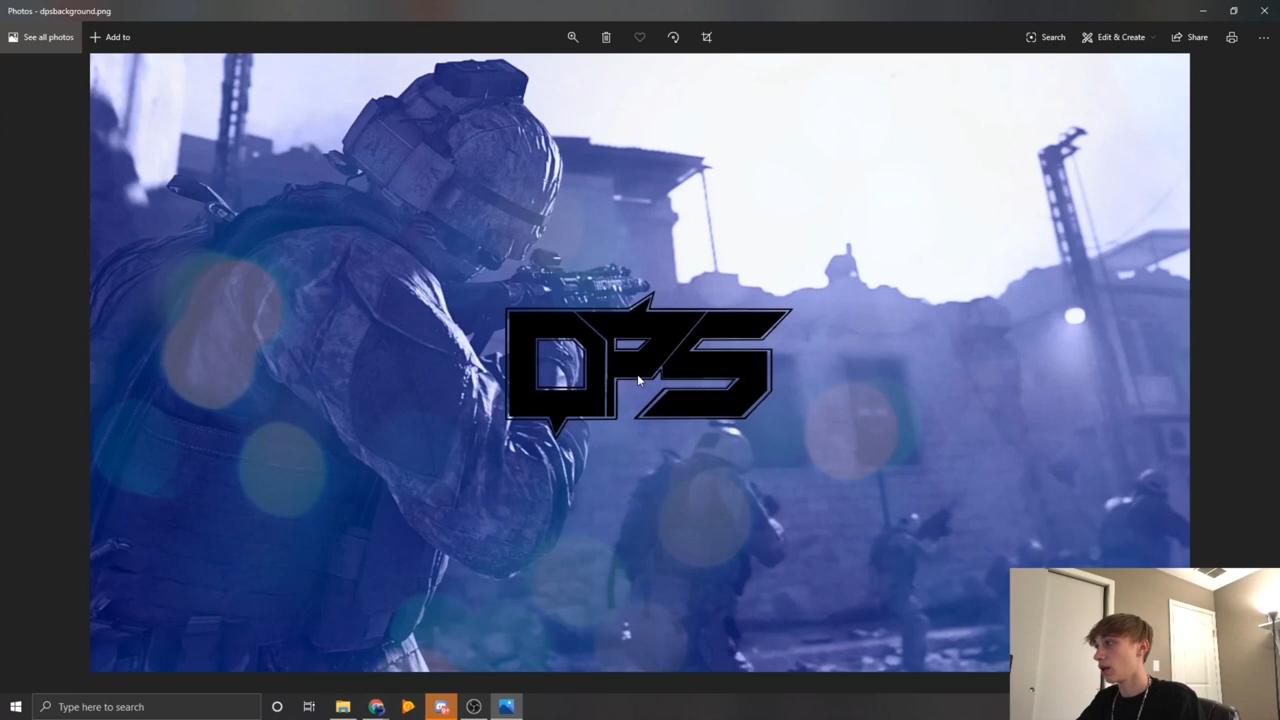 Photos - dpsbackground.png
See all photos
Add to
Search
Edit & Create
Share
DPS
Type here to search